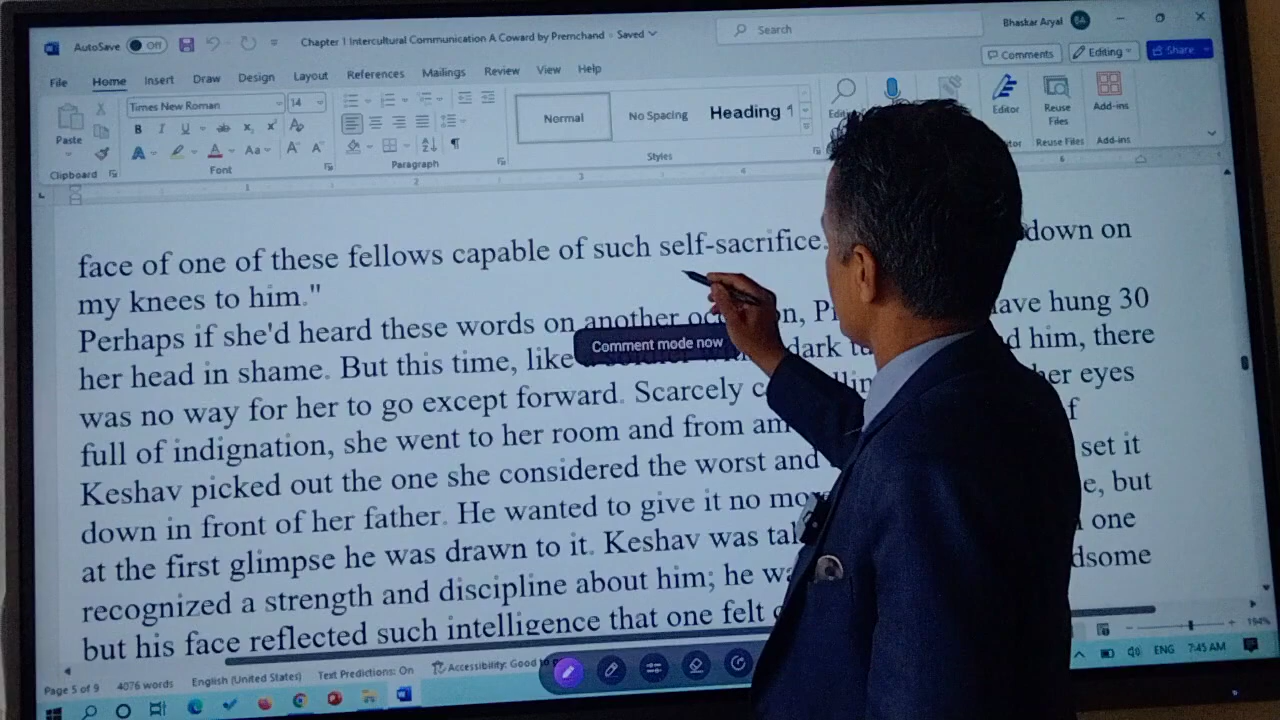 AutoSave Off Chapter 1 Intercultural Communication A Coward by Premchand - Saved Search Bhaskar Aryal
File Home Insert Draw Design Layout References Mailings Review View Help Comments Editing Share
Paste Times New Roman 14 Normal No Spacing Heading 1 Editor Reuse Files Add-ins
Clipboard Font Paragraph Styles Reuse Files Add-ins
face of one of these fellows capable of such self-sacrifice. down on
my knees to him."
Perhaps if she'd heard these words on another have hung 30
her head in shame. But this time, like dark him, there
was no way for her to go except forward. Scarcely her eyes
full of indignation, she went to her room and from
Keshav picked out the one she considered the worst and set it
down in front of her father. He wanted to give it no but
at the first glimpse he was drawn to it. Keshav was one
recognized a strength and discipline about him; he
but his face reflected such intelligence that one felt
Comment mode now
Page 5 of 9 4076 words English (United States) Text Predictions: On Accessibility: Good to 194%
ENG 7:45 AM